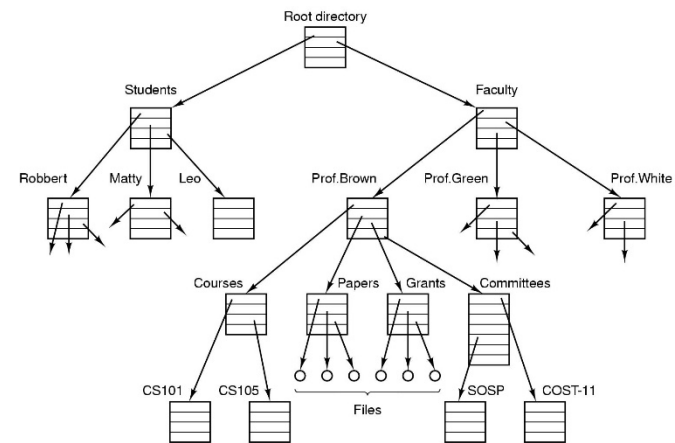 Root directory
Students
Faculty
Robbert
Matty
Leo
Prof.Brown
Prof.Green
Prof.White
Courses
Papers
Grants
Committees
CS101
CS105
SOSP
COST-11
Files